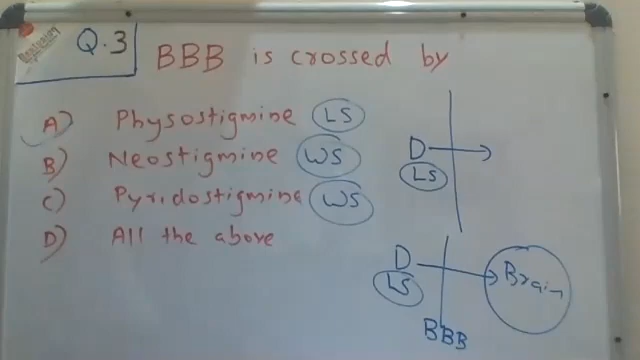 Q.3 BBB is crossed by
A) Physostigmine LS
B) Neostigmine WS
C) Pyridostigmine WS
D) All the above
D
LS
D
LS
Brain
BBB